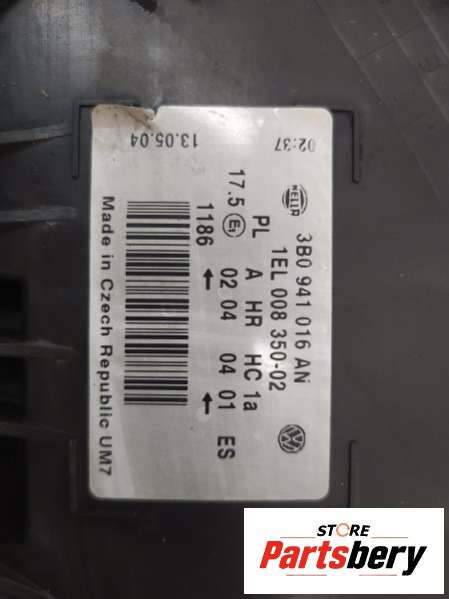 02:37
13.05.04
HELLA
3B0 941 016 AN
1EL 008 350-02
PL A HR HC 1a
17.5 E1 02 04 04 01 ES
1186 ← ←
Made in Czech Republic UM7
STORE
Partsbery